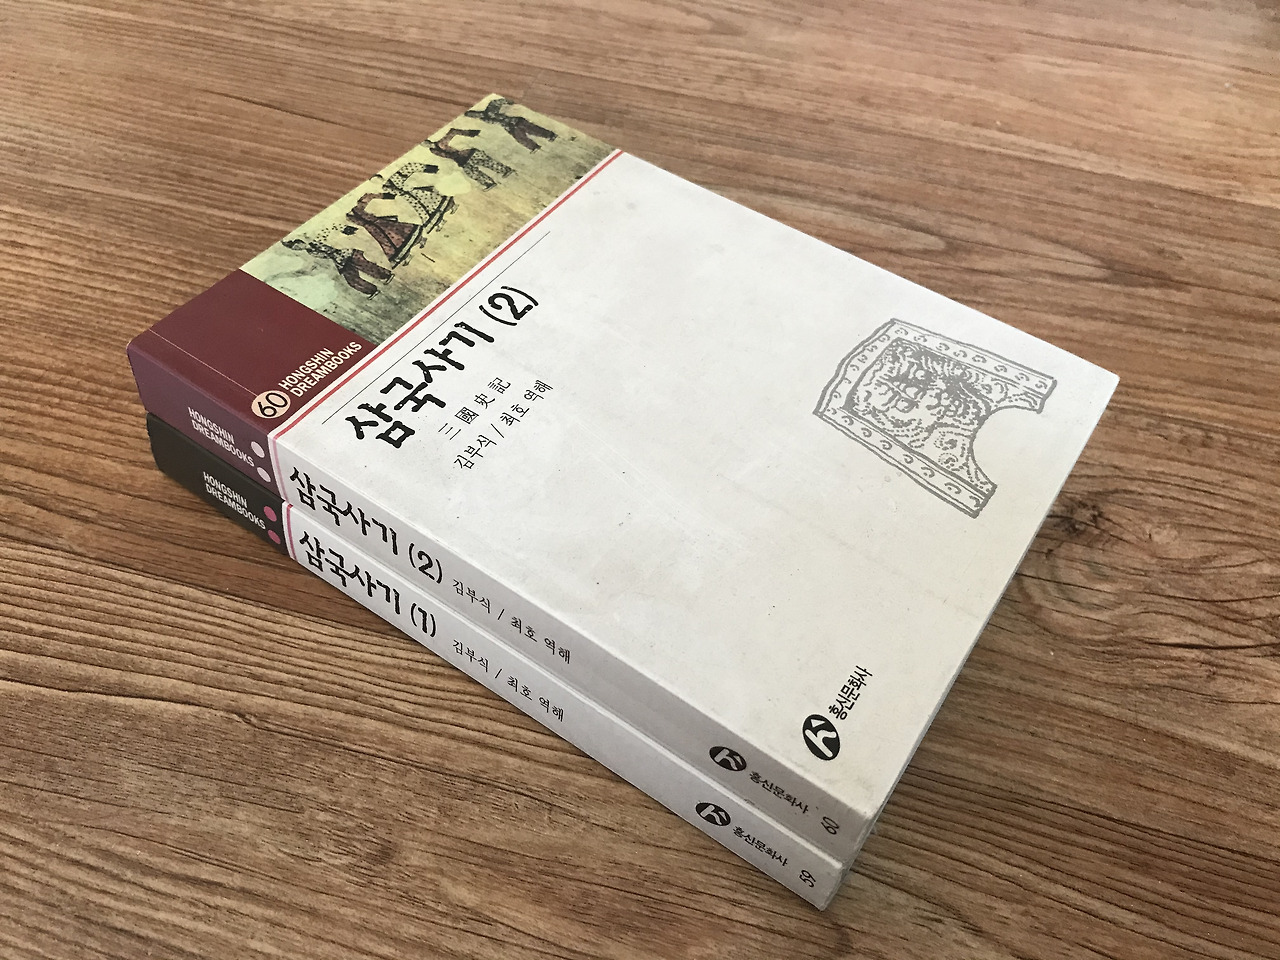 60 HONGSHIN
DREAMBOOKS
삼국사기 (2)
三國史記
김부식 / 최호 역해
홍신문화사
HONGSHIN
DREAMBOOKS
삼국사기 (2)
김부식 / 최호 역해
홍신문화사
60
HONGSHIN
DREAMBOOKS
삼국사기 (1)
김부식 / 최호 역해
홍신문화사
59